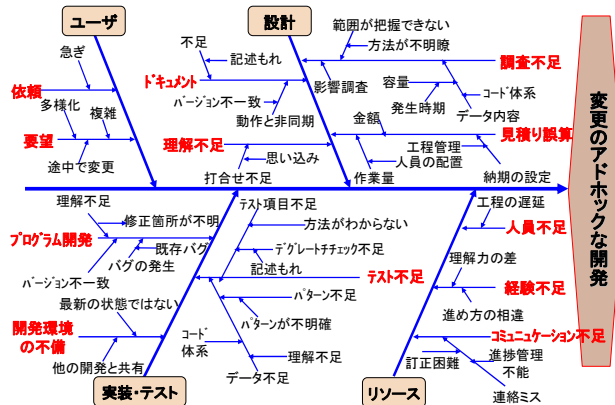 ユーザ
急ぎ
依頼
多様化
複雑
要望
途中で変更
設計
不足
記述もれ
ドキュメント
バージョン不一致
動作と非同期
理解不足
思い込み
打合せ不足
範囲が把握できない
方法が不明瞭
調査不足
影響調査
容量
コード体系
発生時期
データ内容
金額
見積り誤算
工程管理
人員の配置
作業量
納期の設定
変更のアドホックな開発
理解不足
修正箇所が不明
プログラム開発
既存バグ
バグの発生
バージョン不一致
最新の状態ではない
開発環境
の不備
他の開発と共有
実装・テスト
テスト項目不足
方法がわからない
デグレートチチェック不足
記述もれ
テスト不足
パターン不足
パターンが不明確
コード
体系
理解不足
データ不足
工程の遅延
人員不足
理解力の差
経験不足
進め方の相違
コミュニュケーション不足
訂正困難
進捗管理
不能
連絡ミス
リソース